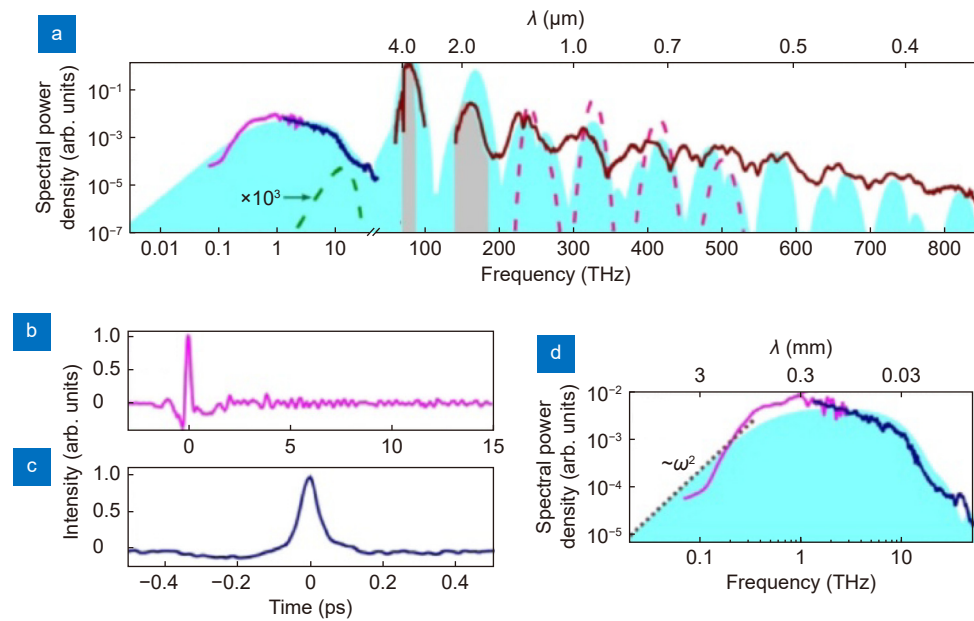 a
λ (μm)
4.0 2.0 1.0 0.7 0.5 0.4
Spectral power
density (arb. units)
10⁻¹
10⁻³
10⁻⁵
10⁻⁷
×10³
0.01 0.1 1 10 100 200 300 400 500 600 700 800
Frequency (THz)
b
Intensity (arb. units)
1.0
0.5
0
0 5 10 15
c
1.0
0.5
0
−0.4 −0.2 0 0.2 0.4
Time (ps)
d
λ (mm)
3 0.3 0.03
Spectral power
density (arb. units)
10⁻²
10⁻³
10⁻⁴
10⁻⁵
~ω²
0.1 1 10
Frequency (THz)